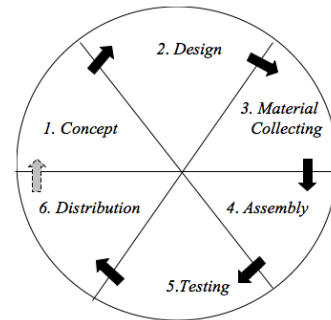 1. Concept
2. Design
3. Material
Collecting
4. Assembly
5.Testing
6. Distribution